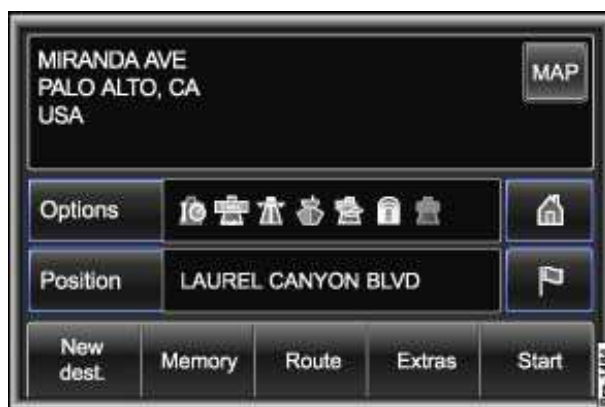 MIRANDA AVE
PALO ALTO, CA
USA
MAP
Options
Position
LAUREL CANYON BLVD
New
dest.
Memory
Route
Extras
Start